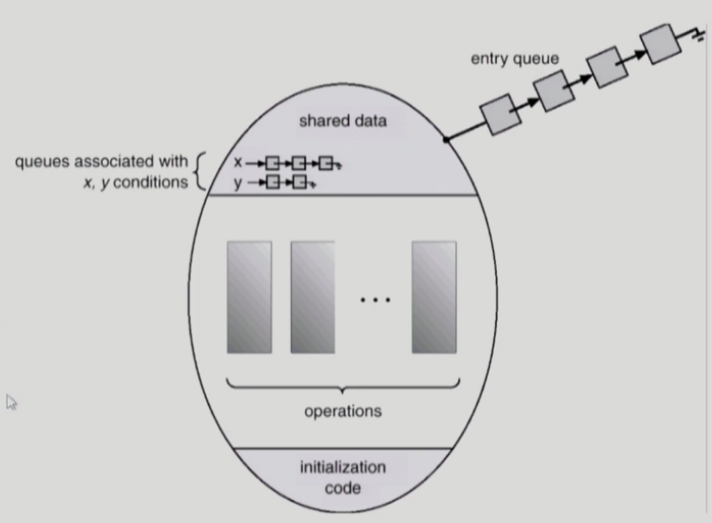 entry queue
shared data
queues associated with
x, y conditions
x
y
...
operations
initialization
code